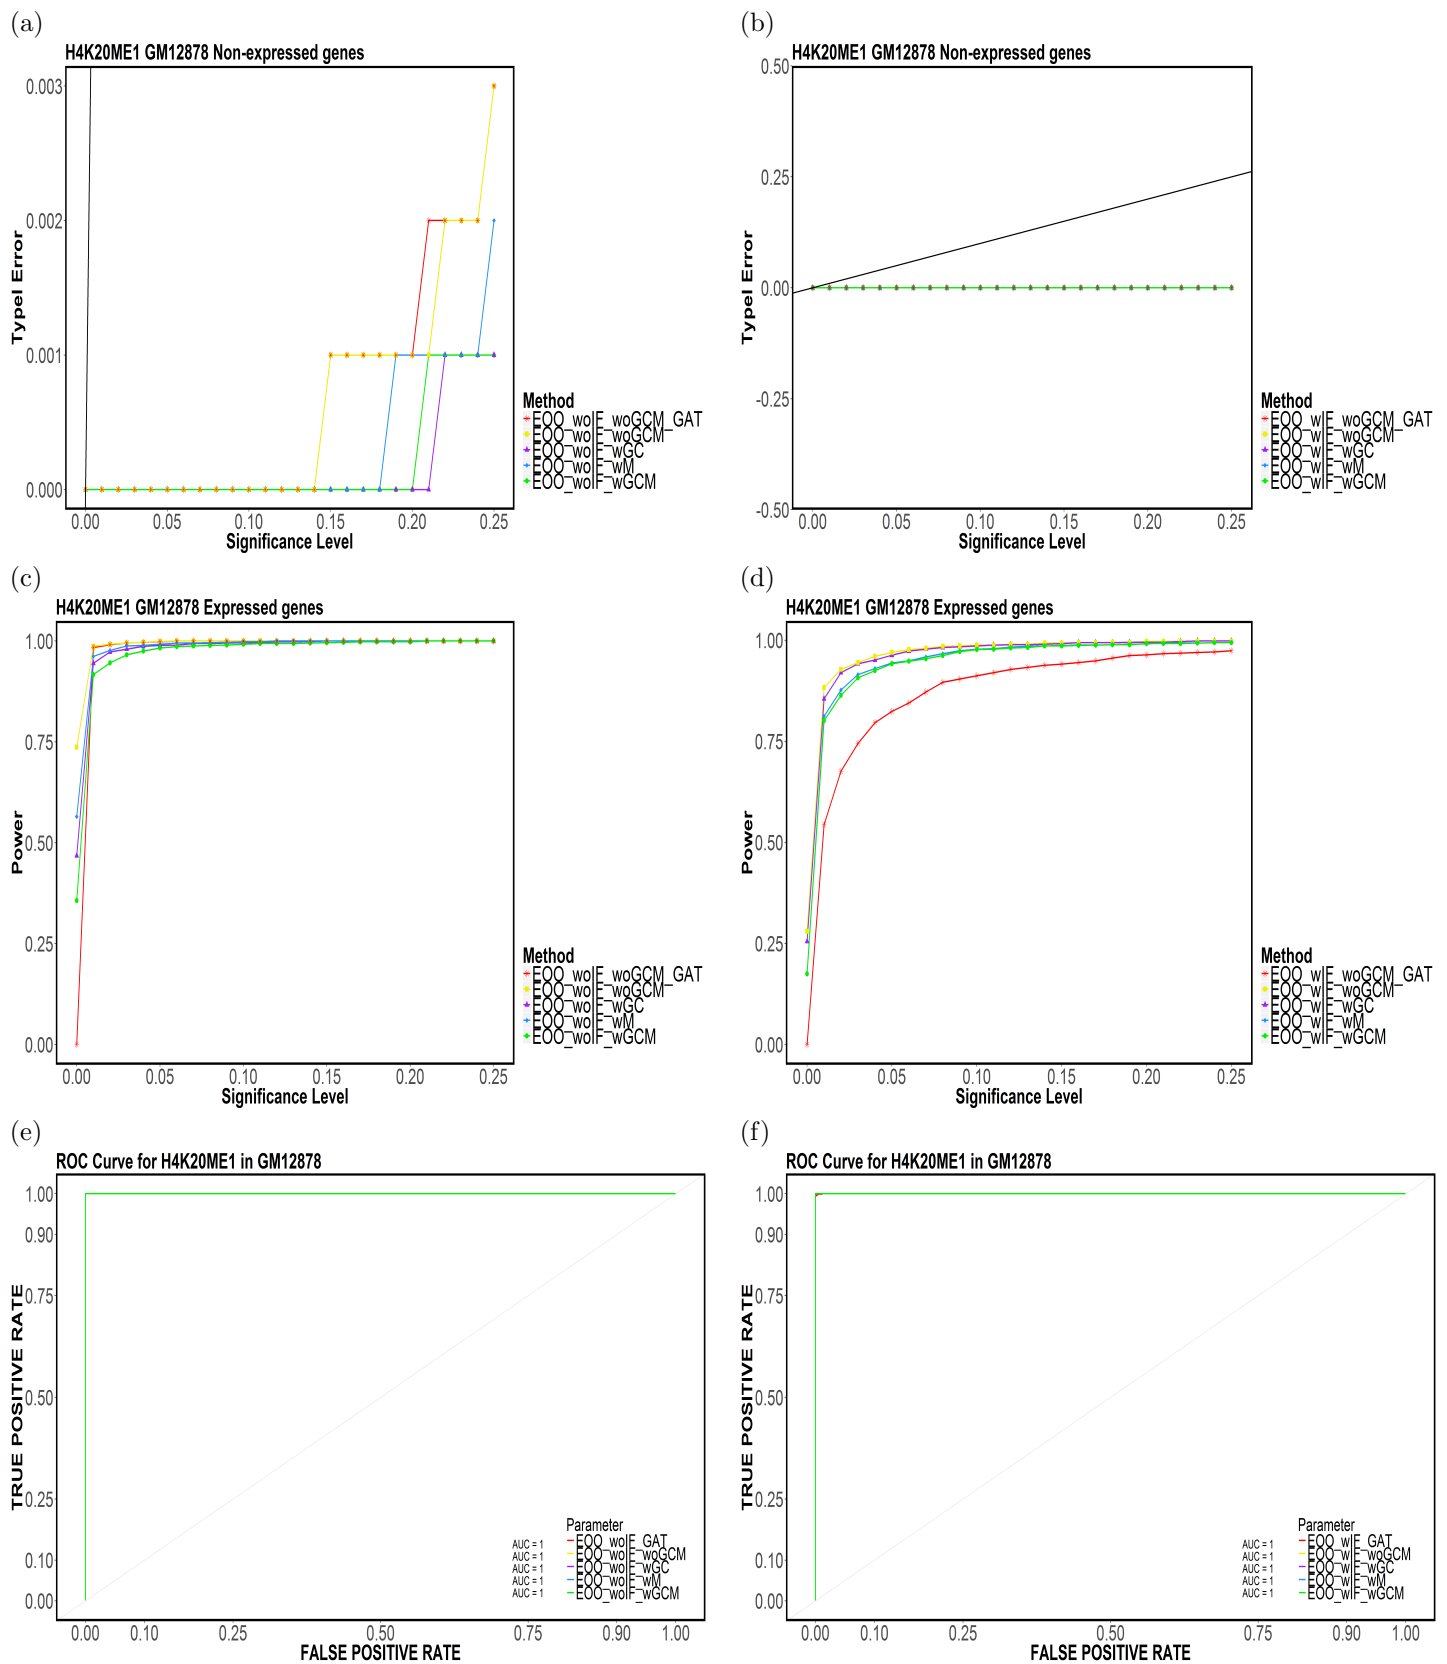 (a)
H4K20ME1 GM12878 Non-expressed genes
0.003
0.002
0.001
0.000
TypeI Error
0.00 0.05 0.10 0.15 0.20 0.25
Significance Level
Method
EOO_woIF_woGCM_GAT
EOO_woIF_woGCM
EOO_woIF_wGC
EOO_woIF_wM
EOO_woIF_wGCM
(b)
H4K20ME1 GM12878 Non-expressed genes
0.50
0.25
0.00
-0.25
-0.50
TypeI Error
0.00 0.05 0.10 0.15 0.20 0.25
Significance Level
Method
EOO_wIF_woGCM_GAT
EOO_wIF_woGCM
EOO_wIF_wGC
EOO_wIF_wM
EOO_wIF_wGCM
(c)
H4K20ME1 GM12878 Expressed genes
1.00
0.75
0.50
0.25
0.00
Power
0.00 0.05 0.10 0.15 0.20 0.25
Significance Level
Method
EOO_woIF_woGCM_GAT
EOO_woIF_woGCM
EOO_woIF_wGC
EOO_woIF_wM
EOO_woIF_wGCM
(d)
H4K20ME1 GM12878 Expressed genes
1.00
0.75
0.50
0.25
0.00
Power
0.00 0.05 0.10 0.15 0.20 0.25
Significance Level
Method
EOO_wIF_woGCM_GAT
EOO_wIF_woGCM
EOO_wIF_wGC
EOO_wIF_wM
EOO_wIF_wGCM
(e)
ROC Curve for H4K20ME1 in GM12878
1.00
0.90
0.75
0.50
0.25
0.10
0.00
TRUE POSITIVE RATE
Parameter
AUC = 1 EOO_woIF_GAT
AUC = 1 EOO_woIF_woGCM
AUC = 1 EOO_woIF_wGC
AUC = 1 EOO_woIF_wM
AUC = 1 EOO_woIF_wGCM
0.00 0.10 0.25 0.50 0.75 0.90 1.00
FALSE POSITIVE RATE
(f)
ROC Curve for H4K20ME1 in GM12878
1.00
0.90
0.75
0.50
0.25
0.10
0.00
TRUE POSITIVE RATE
Parameter
AUC = 1 EOO_wIF_GAT
AUC = 1 EOO_wIF_woGCM
AUC = 1 EOO_wIF_wGC
AUC = 1 EOO_wIF_wM
AUC = 1 EOO_wIF_wGCM
0.00 0.10 0.25 0.50 0.75 0.90 1.00
FALSE POSITIVE RATE